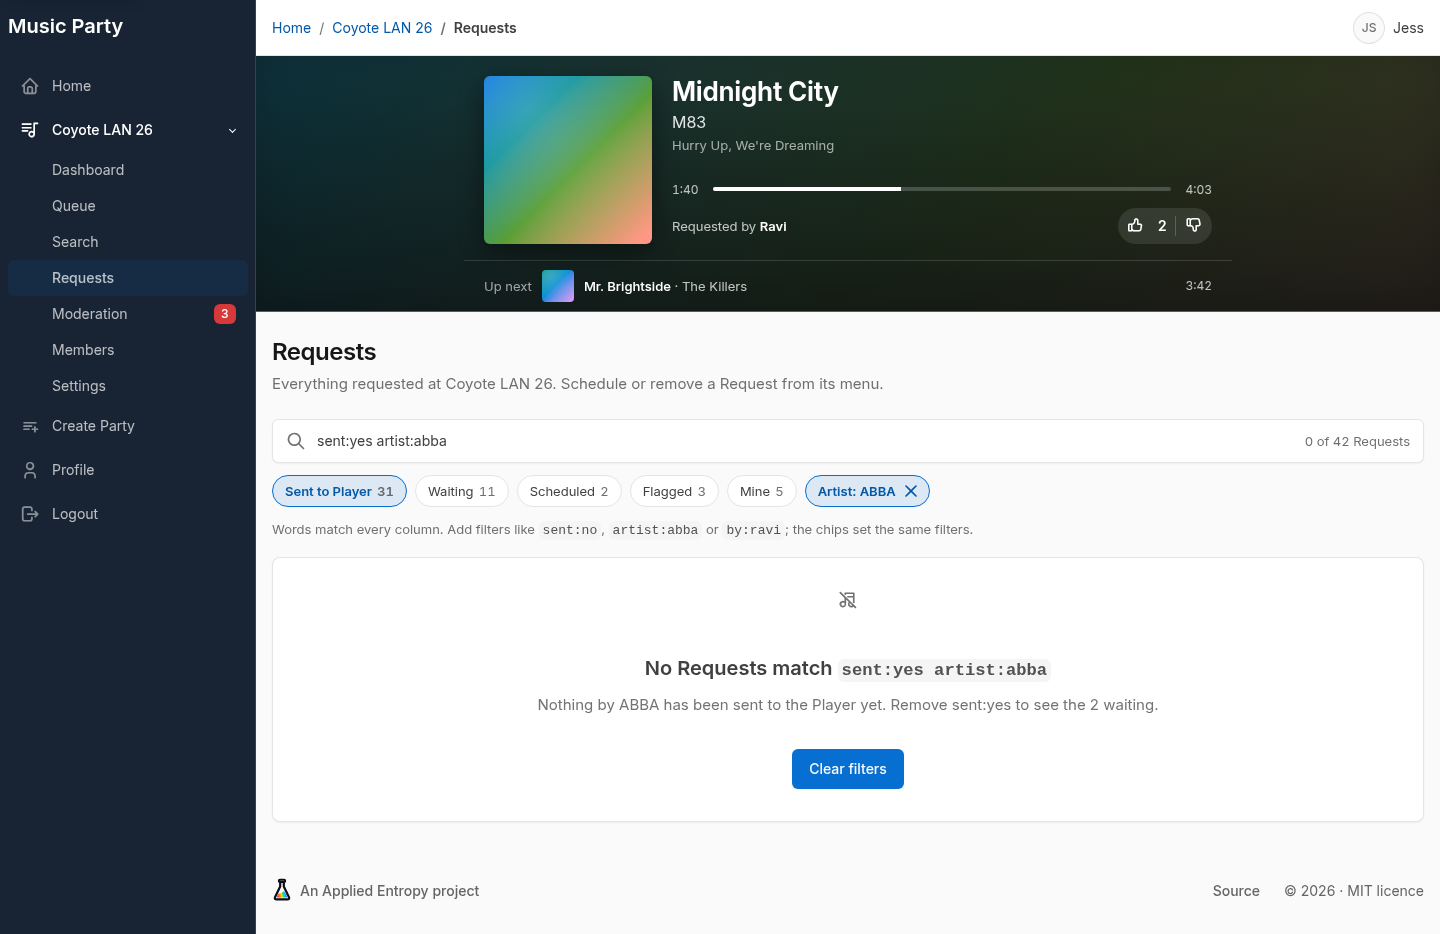 Music Party
Home
Coyote LAN 26
Dashboard
Queue
Search
Requests
Moderation 3
Members
Settings
Create Party
Profile
Logout
Home / Coyote LAN 26 / Requests
JS Jess
Midnight City
M83
Hurry Up, We're Dreaming
1:40 4:03
Requested by Ravi 2
Up next Mr. Brightside · The Killers 3:42
Requests
Everything requested at Coyote LAN 26. Schedule or remove a Request from its menu.
sent:yes artist:abba 0 of 42 Requests
Sent to Player 31 Waiting 11 Scheduled 2 Flagged 3 Mine 5 Artist: ABBA
Words match every column. Add filters like sent:no, artist:abba or by:ravi; the chips set the same filters.
No Requests match sent:yes artist:abba
Nothing by ABBA has been sent to the Player yet. Remove sent:yes to see the 2 waiting.
Clear filters
An Applied Entropy project Source © 2026 · MIT licence